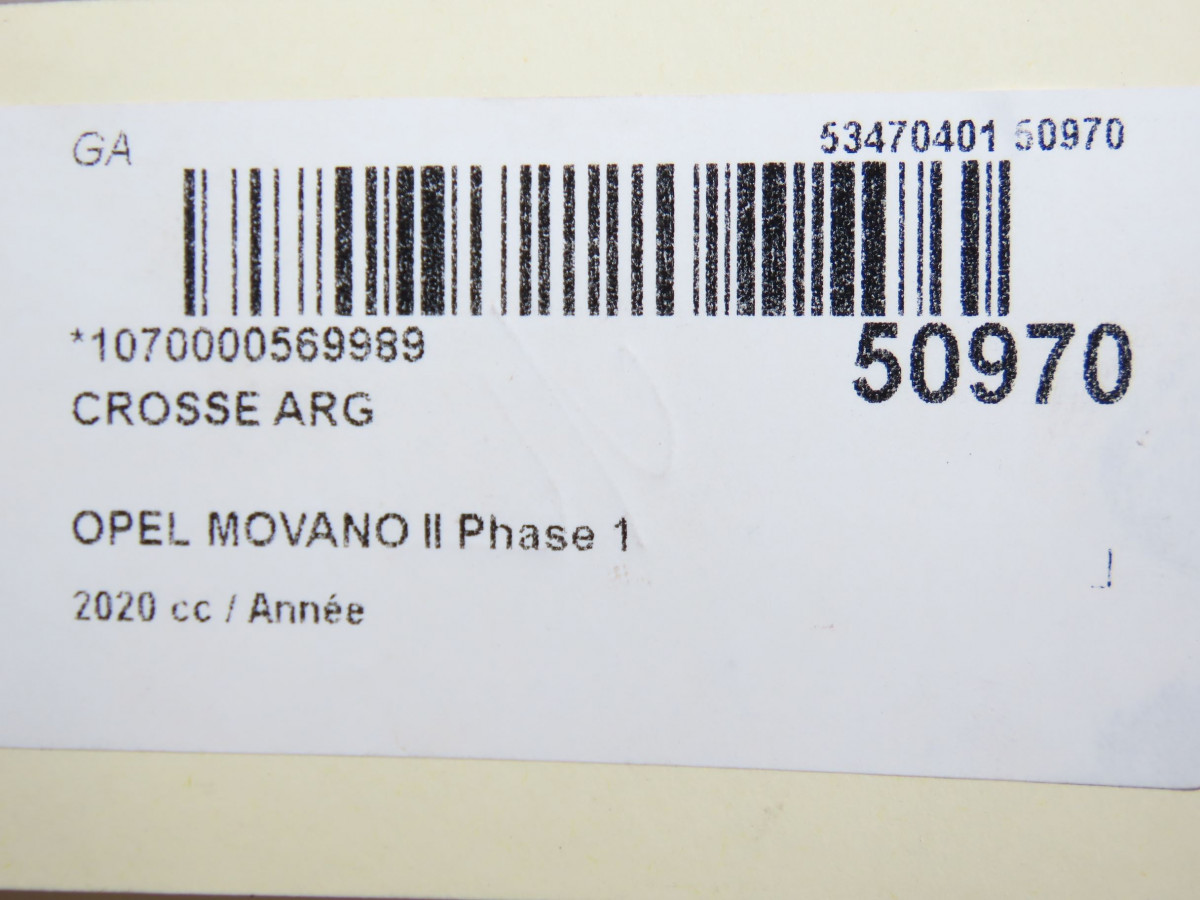 GA
53470401 50970
*1070000569989
50970
CROSSE ARG
OPEL MOVANO II Phase 1
2020 cc / Année